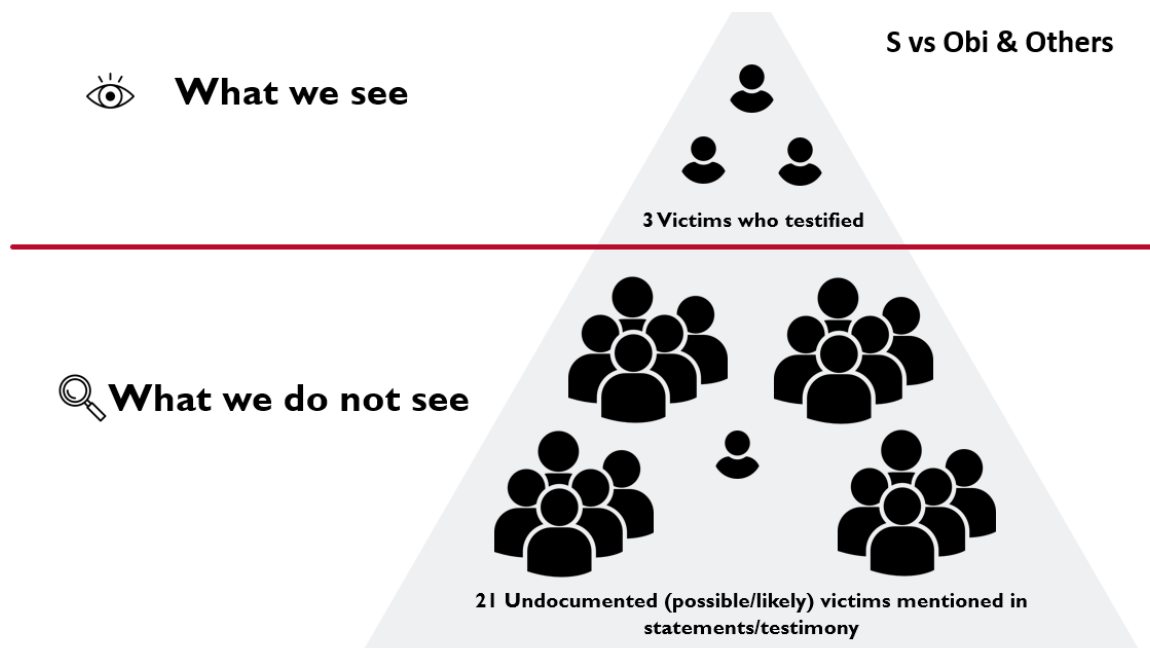 S vs Obi & Others
What we see
3 Victims who testified
What we do not see
21 Undocumented (possible/likely) victims mentioned in
statements/testimony